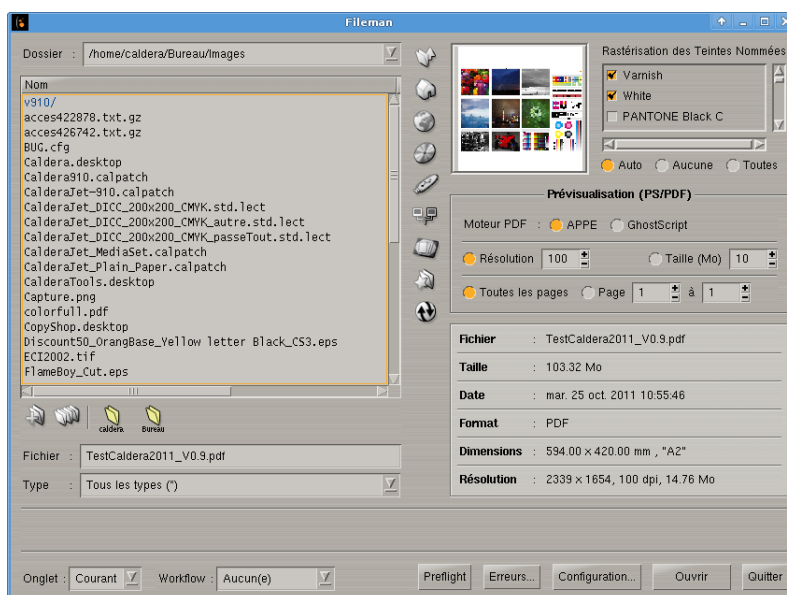 Fileman
Dossier : /home/caldera/Bureau/Images
Nom
v910/
acces422878.txt.gz
acces426742.txt.gz
BUG.cfg
Caldera.desktop
Caldera910.calpatch
CalderaJet-910.calpatch
CalderaJet_DICC_200x200_CMYK.std.lect
CalderaJet_DICC_200x200_CMYK_autre.std.lect
CalderaJet_DICC_200x200_CMYK_passeTout.std.lect
CalderaJet_MediaSet.calpatch
CalderaJet_Plain_Paper.calpatch
CalderaTools.desktop
Capture.png
colorfull.pdf
CopyShop.desktop
Discount50_OrangBase_Yellow letter Black_CS3.eps
ECI2002.tif
FlameBoy_Cut.eps
caldera Bureau
Fichier : TestCaldera2011_V0.9.pdf
Type : Tous les types (*)
Rastérisation des Teintes Nommées
Varnish
White
PANTONE Black C
Auto Aucune Toutes
Prévisualisation (PS/PDF)
Moteur PDF : APPE GhostScript
Résolution 100 Taille (Mo) 10
Toutes les pages Page 1 à 1
Fichier : TestCaldera2011_V0.9.pdf
Taille : 103.32 Mo
Date : mar. 25 oct. 2011 10:55:46
Format : PDF
Dimensions : 594.00 x 420.00 mm , "A2"
Résolution : 2339 x 1654, 100 dpi, 14.76 Mo
Onglet : Courant Workflow : Aucun(e)
Preflight Erreurs... Configuration... Ouvrir Quitter